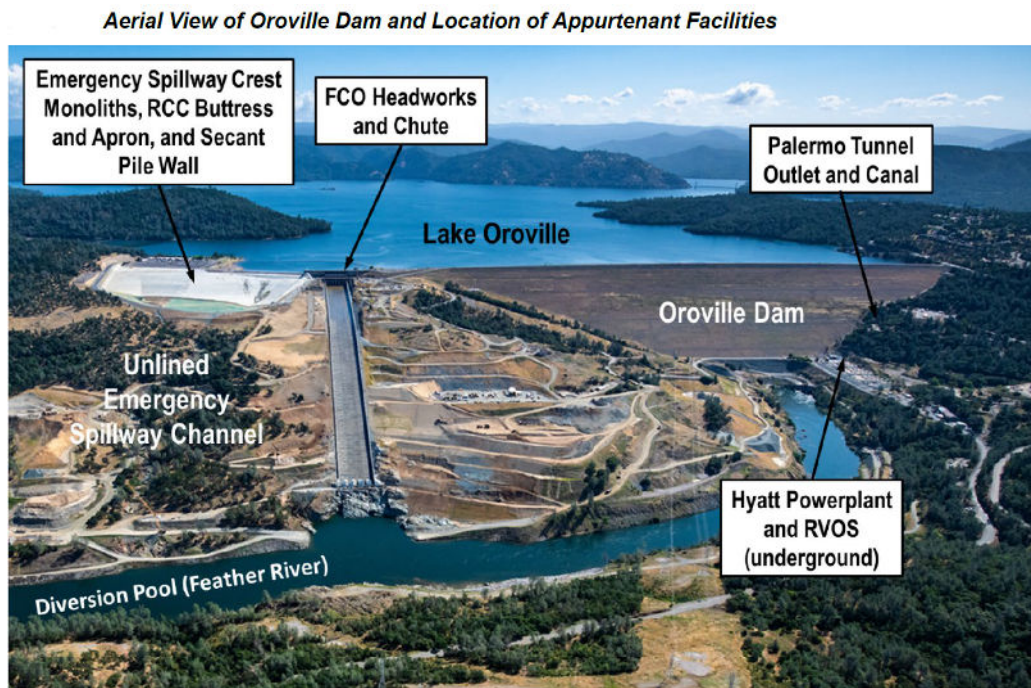 Aerial View of Oroville Dam and Location of Appurtenant Facilities
Emergency Spillway Crest
Monoliths, RCC Buttress
and Apron, and Secant
Pile Wall
FCO Headworks
and Chute
Palermo Tunnel
Outlet and Canal
Lake Oroville
Oroville Dam
Unlined
Emergency
Spillway Channel
Hyatt Powerplant
and RVOS
(underground)
Diversion Pool (Feather River)